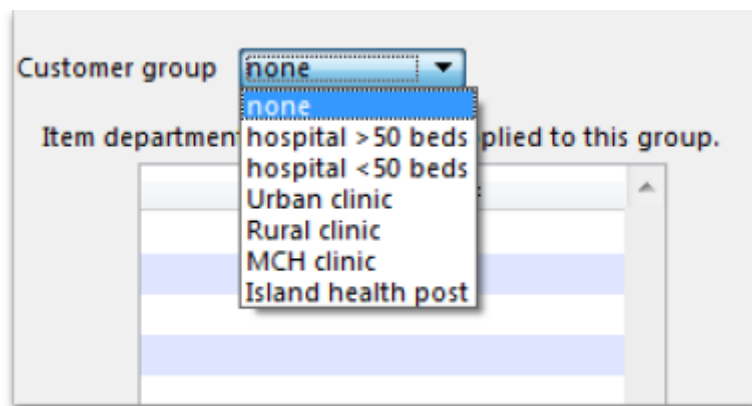 Customer group none
none
Item departmen plied to this group.
hospital >50 beds
hospital <50 beds
Urban clinic
Rural clinic
MCH clinic
Island health post